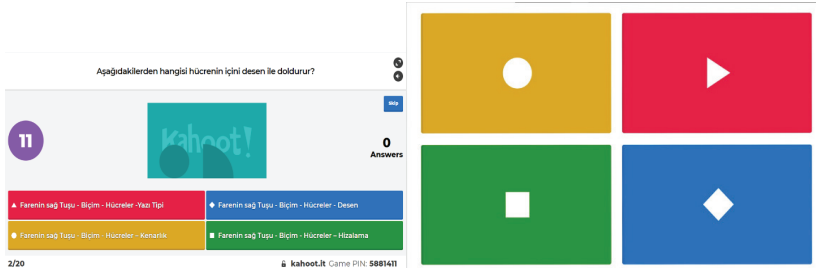 Aşağıdakilerden hangisi hücrenin içini desen ile doldurur?
Skip
11
Kahoot!
0
Answers
Farenin sağ Tuşu - Biçim - Hücreler -Yazı Tipi
Farenin sağ Tuşu - Biçim - Hücreler - Desen
Farenin sağ Tuşu - Biçim - Hücreler – Kenarlık
Farenin sağ Tuşu - Biçim - Hücreler – Hizalama
2/20
kahoot.it Game PIN: 5881411